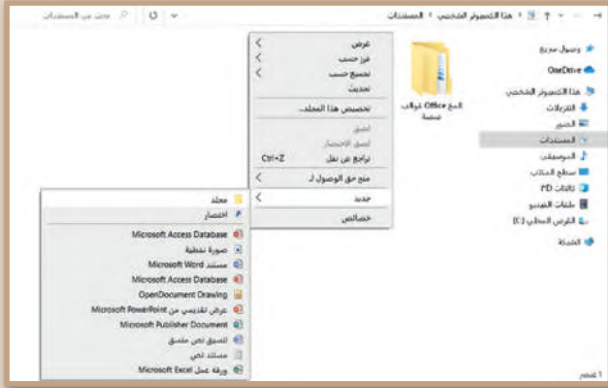 هذا الكمبيوتر الشخصي › المستندات
بحث عن المستندات
وصول سريع
OneDrive
هذا الكمبيوتر الشخصي
التنزيلات
الصور
المستندات
الموسيقى
سطح المكتب
كائنات 3D
ملفات الفيديو
القرص المحلي (C:)
الشبكة
1 عنصر
قوالب Office
مخصصة
عرض
فرز حسب
تجميع حسب
تحديث
تخصيص هذا المجلد...
لصق
لصق الاختصار
تراجع عن نقل Ctrl+Z
منح حق الوصول لـ
جديد
خصائص
مجلد
اختصار
Microsoft Access Database
صورة نقطية
مستند Microsoft Word
Microsoft Access Database
OpenDocument Drawing
عرض تقديمي من Microsoft PowerPoint
Microsoft Publisher Document
تنسيق نص منسق
مستند نصي
ورقة عمل Microsoft Excel